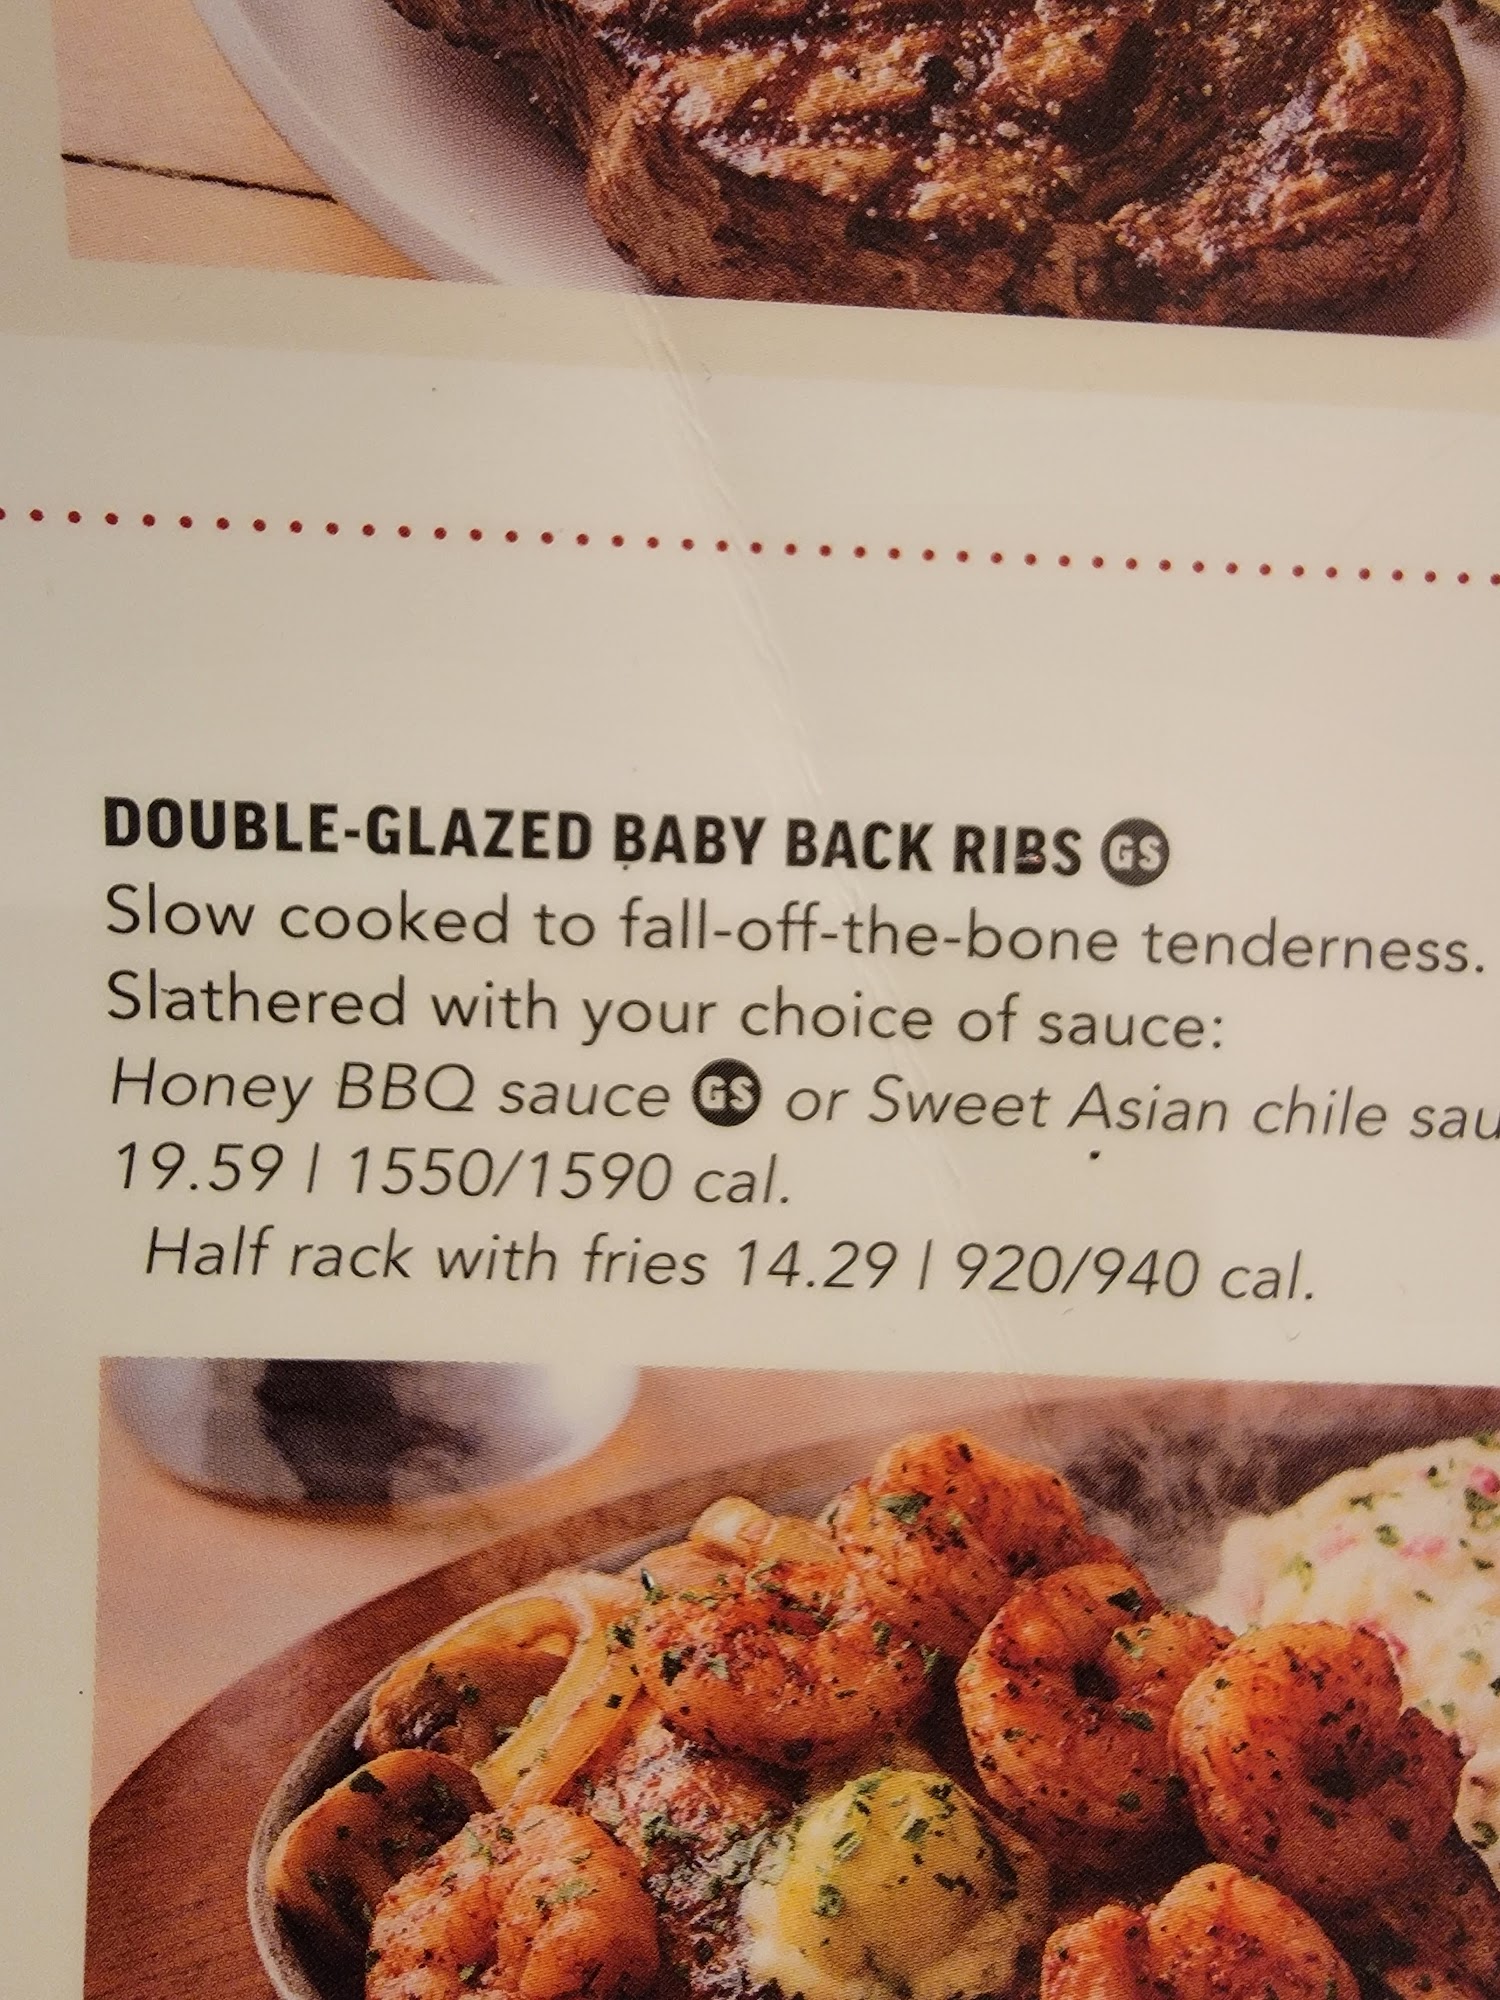 DOUBLE-GLAZED BABY BACK RIBS GS
Slow cooked to fall-off-the-bone tenderness.
Slathered with your choice of sauce:
Honey BBQ sauce GS or Sweet Asian chile
19.59 | 1550/1590 cal.
Half rack with fries 14.29 | 920/940 cal.